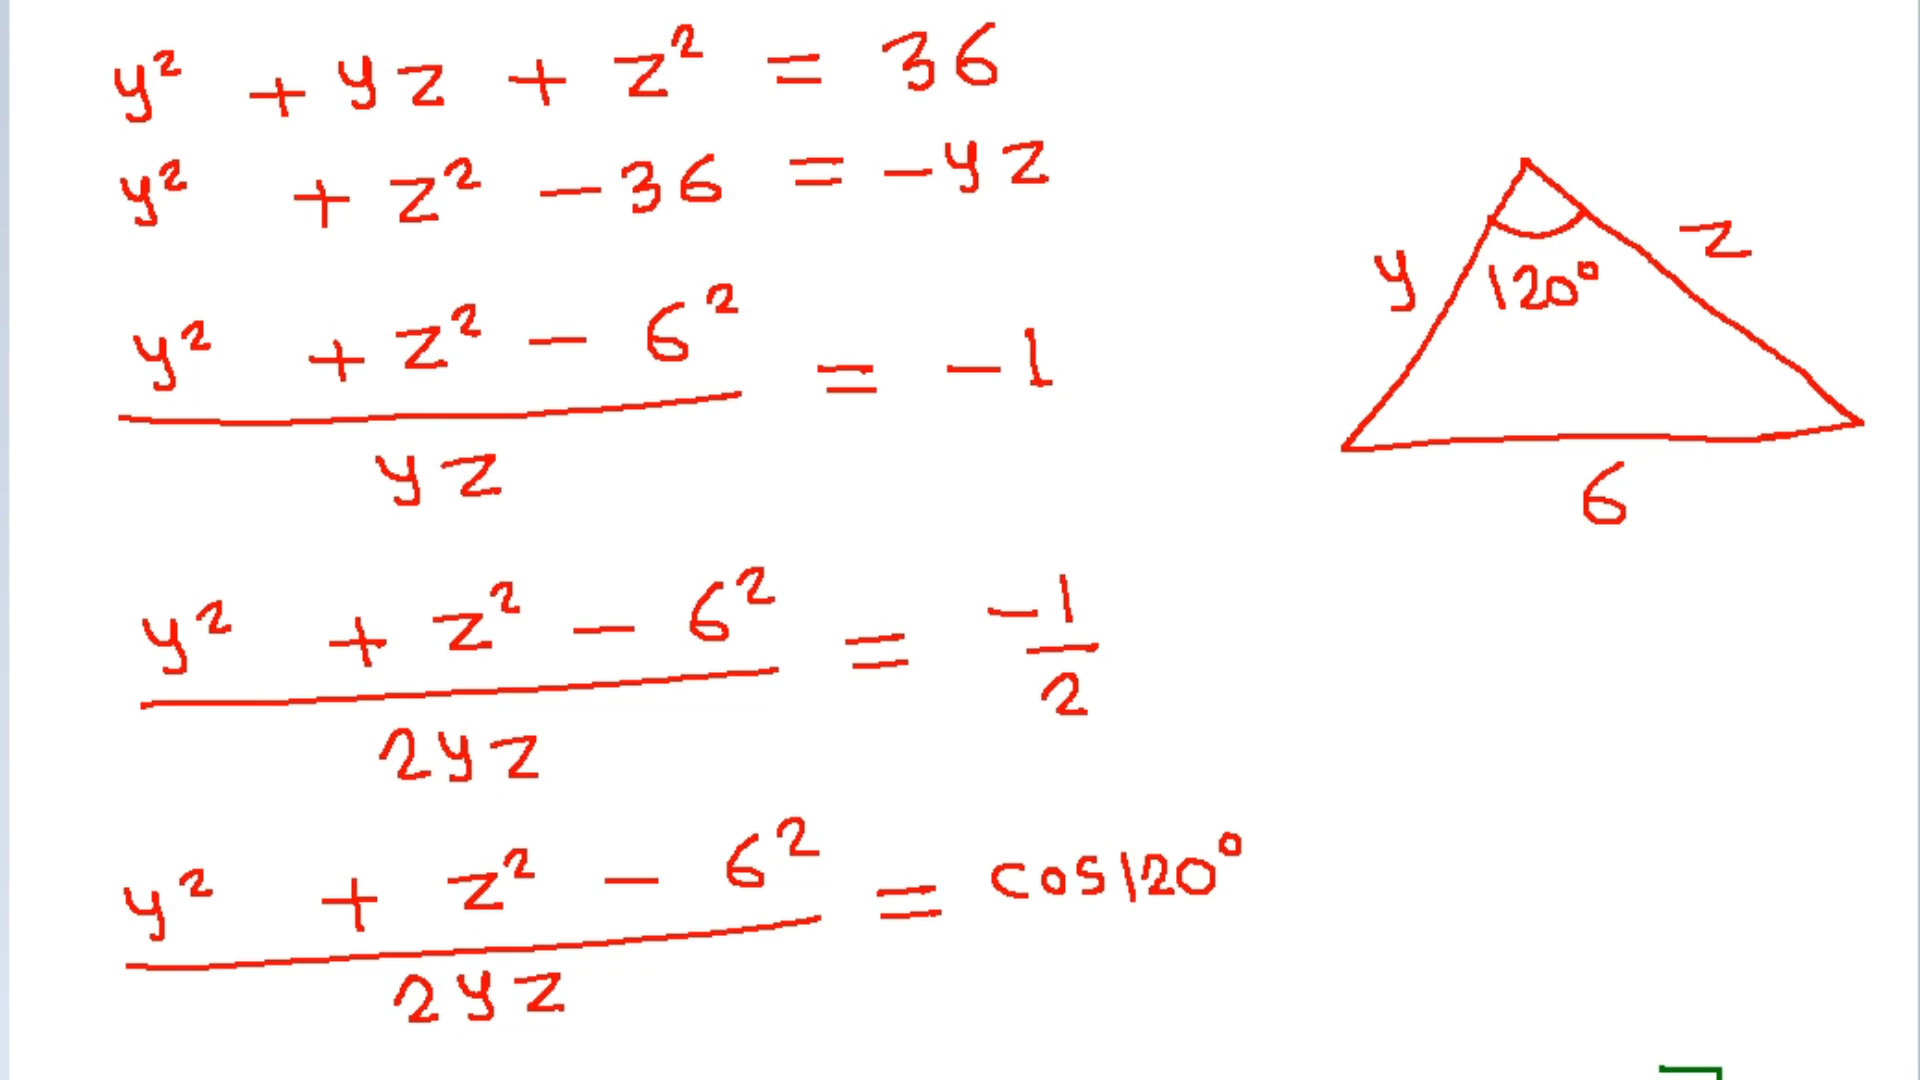 y² + yz + z² = 36
y² + z² - 36 = -yz
y² + z² - 6² = -1
yz
y² + z² - 6² = -1/2
2yz
y² + z² - 6² = cos120°
2yz
y
z
120°
6